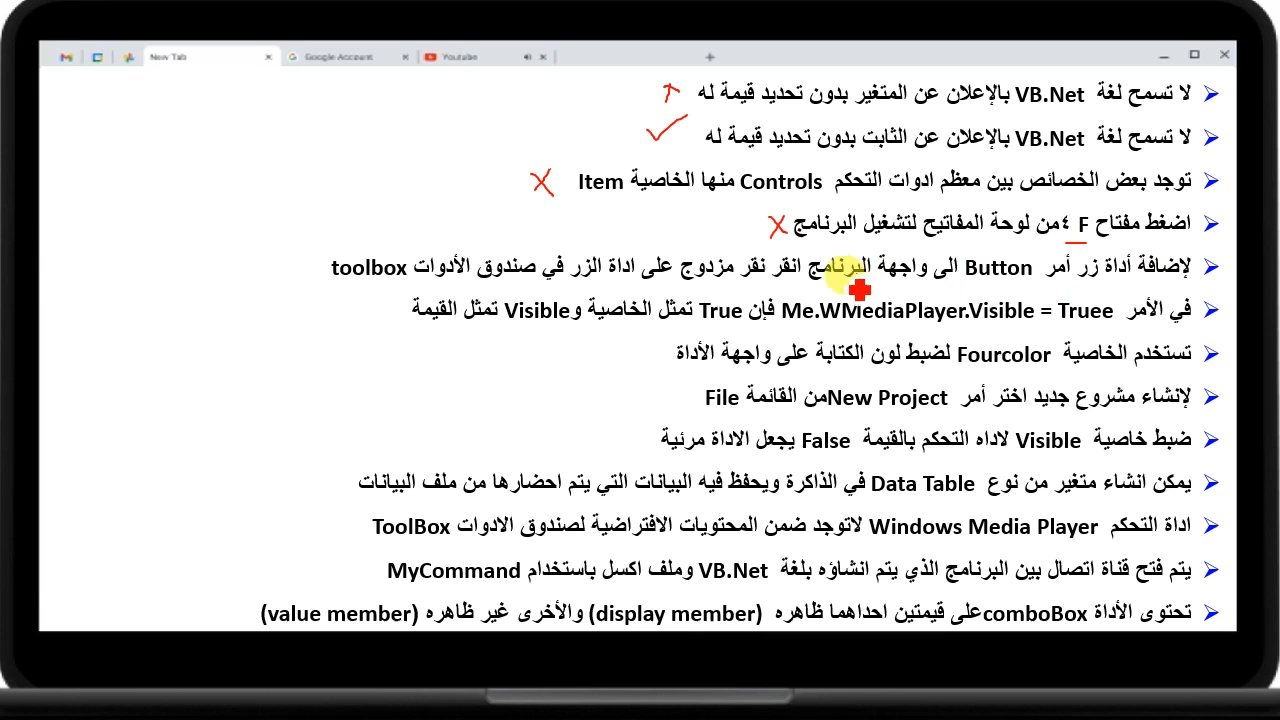 New Tab
Google Account
Youtube
لا تسمح لغة VB.Net بالإعلان عن المتغير بدون تحديد قيمة له
لا تسمح لغة VB.Net بالإعلان عن الثابت بدون تحديد قيمة له
توجد بعض الخصائص بين معظم ادوات التحكم Controls منها الخاصية Item
اضغط مفتاح F ٤ من لوحة المفاتيح لتشغيل البرنامج
لإضافة أداة زر أمر Button الى واجهة البرنامج انقر نقر مزدوج على اداة الزر في صندوق الأدوات toolbox
في الأمر Me.WMediaPlayer.Visible = Truee فإن True تمثل الخاصية وVisible تمثل القيمة
تستخدم الخاصية Fourcolor لضبط لون الكتابة على واجهة الأداة
لإنشاء مشروع جديد اختر أمر New Projectمن القائمة File
ضبط خاصية Visible لاداه التحكم بالقيمة False يجعل الاداة مرئية
يمكن انشاء متغير من نوع Data Table في الذاكرة ويحفظ فيه البيانات التي يتم احضارها من ملف البيانات
اداة التحكم Windows Media Player لاتوجد ضمن المحتويات الافتراضية لصندوق الادوات ToolBox
يتم فتح قناة اتصال بين البرنامج الذي يتم انشاؤه بلغة VB.Net وملف اكسل باستخدام MyCommand
تحتوى الأداة comboBoxعلى قيمتين احداهما ظاهره (display member) والأخرى غير ظاهره (value member)